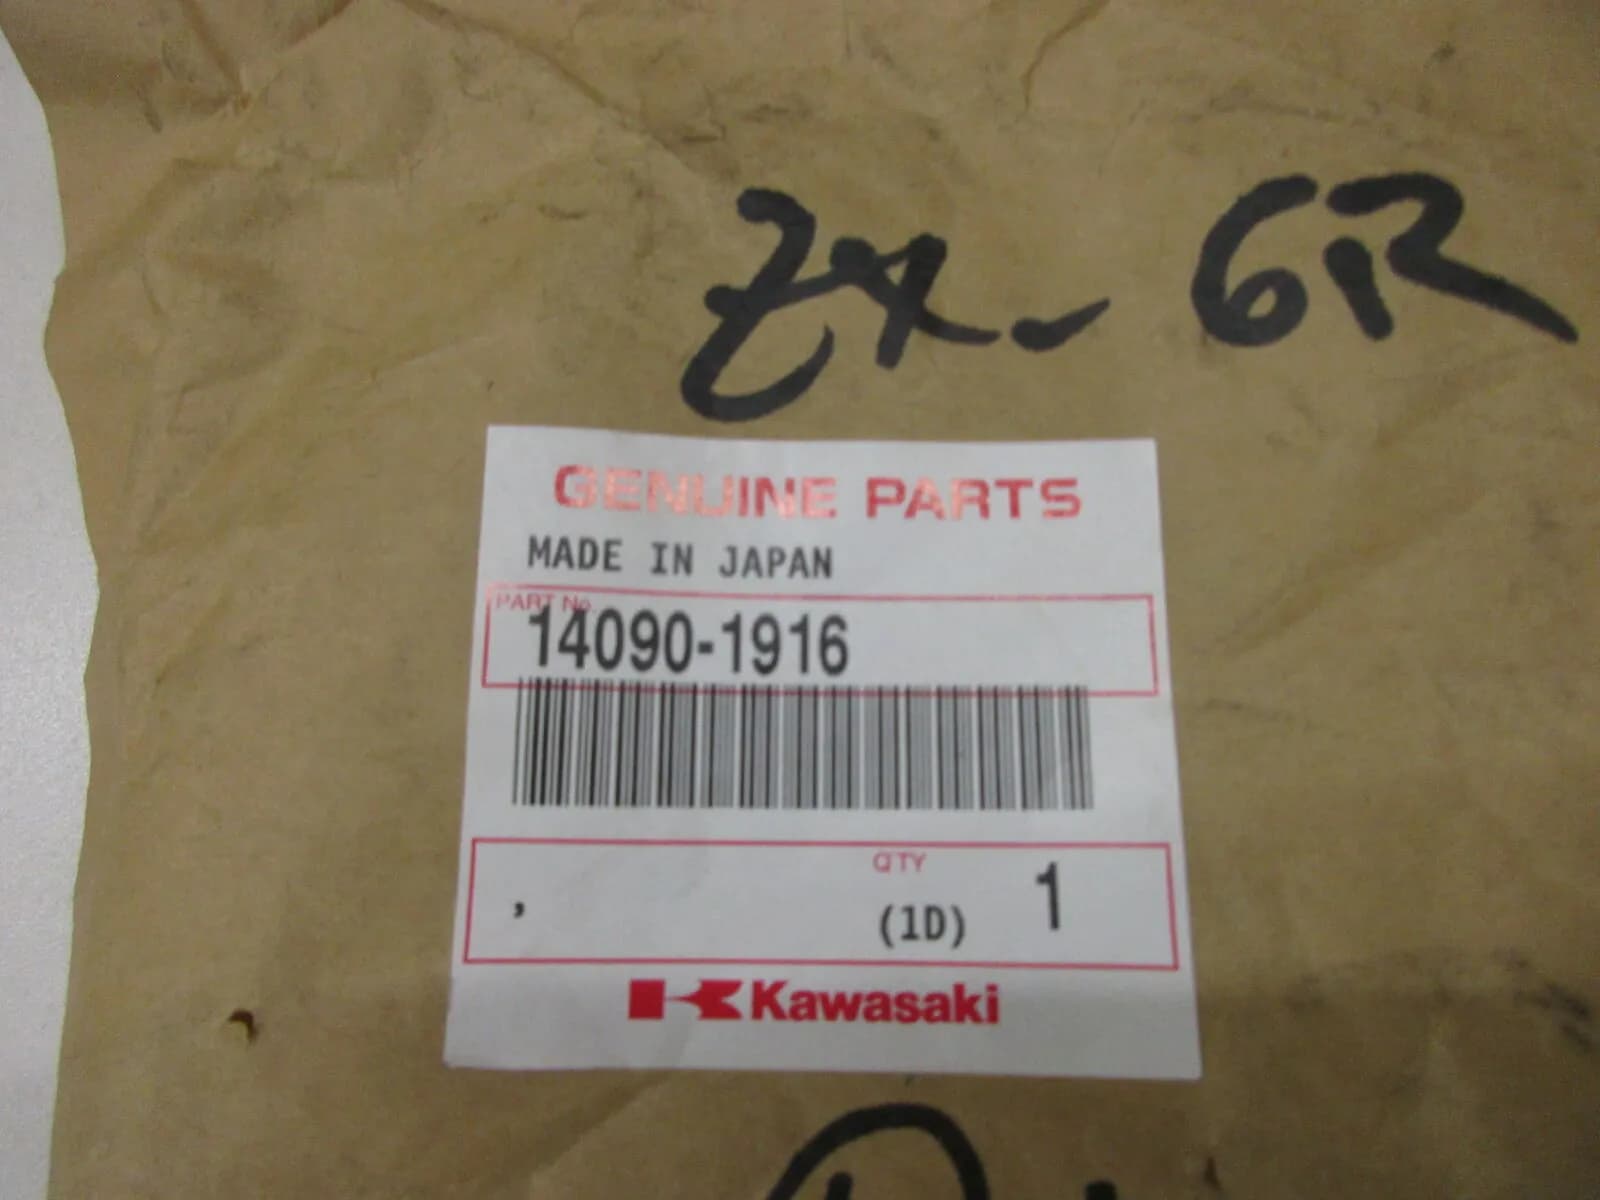 ZX-6R
GENUINE PARTS
MADE IN JAPAN
PART No.
14090-1916
QTY
, (1D) 1
Kawasaki